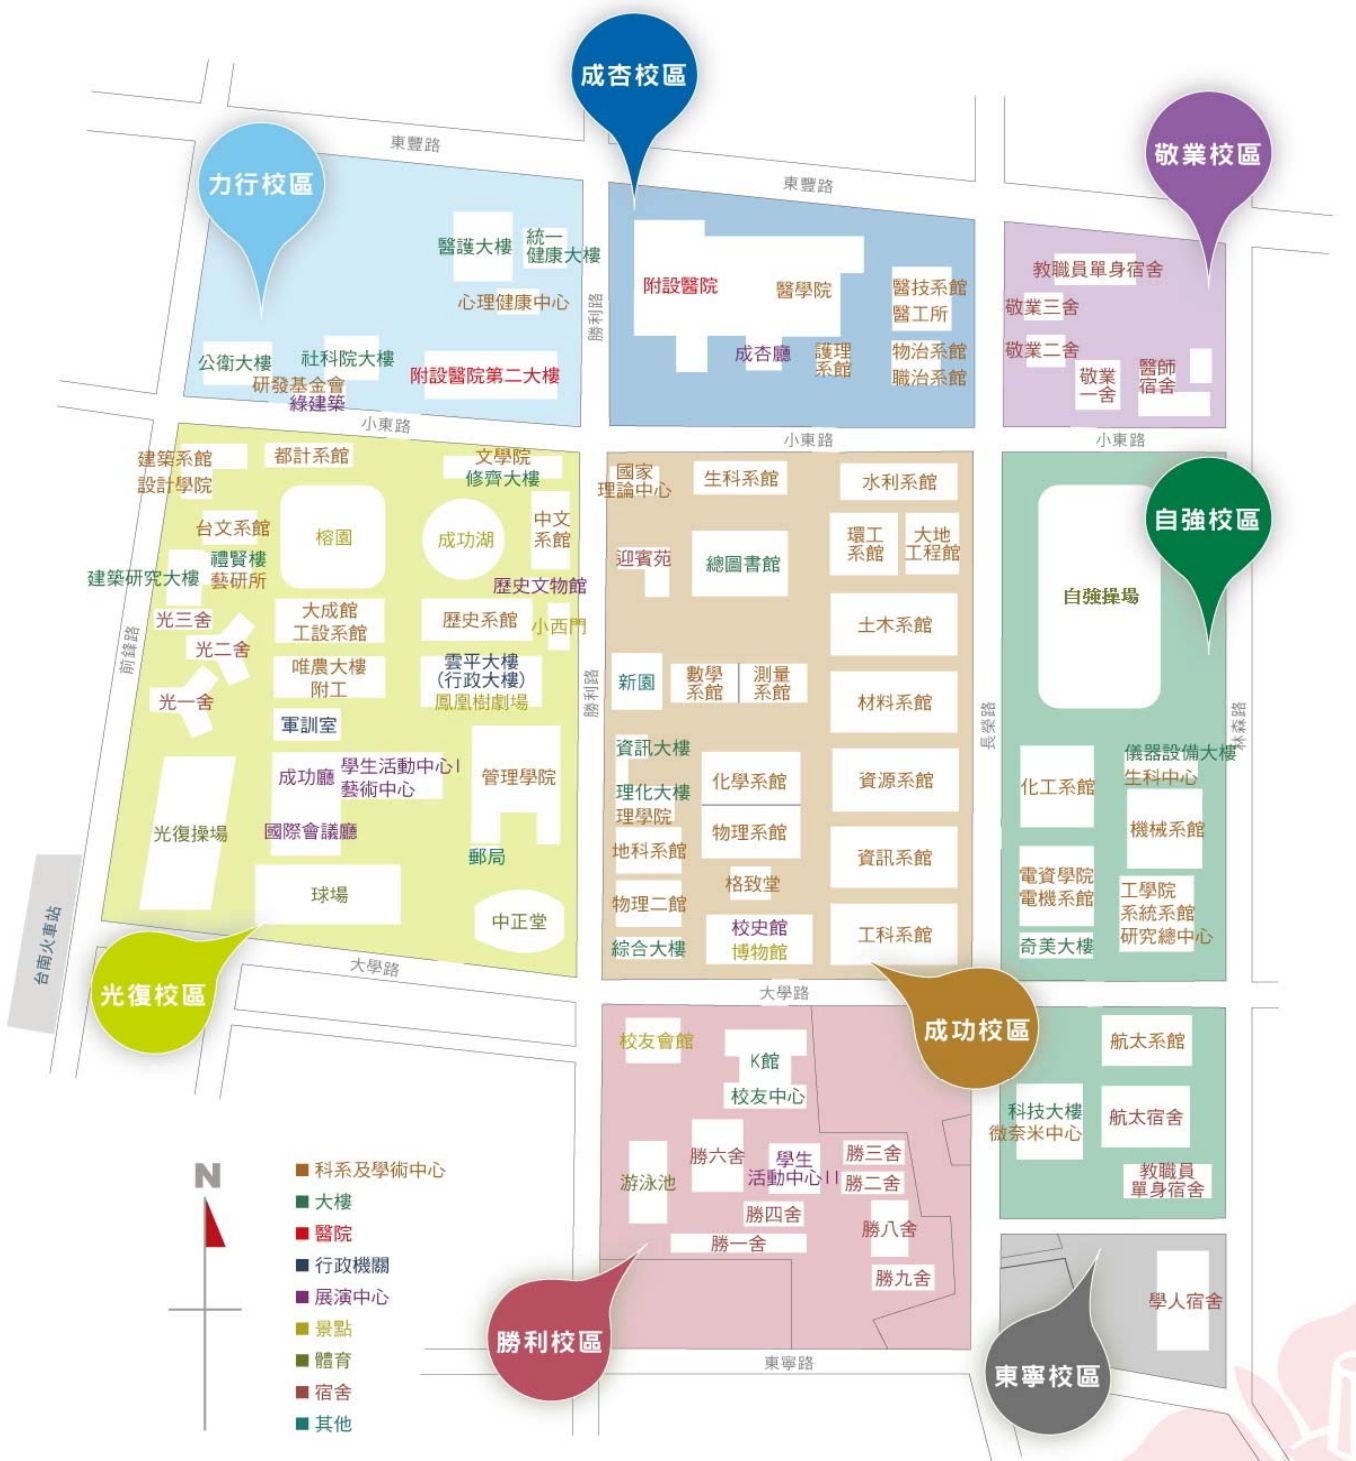 成杏校區
敬業校區
力行校區
東豐路
東豐路
醫護大樓
統一
健康大樓
心理健康中心
公衛大樓
社科院大樓
研發基金會
綠建築
附設醫院第二大樓
勝利路
附設醫院
醫學院
醫技系館
醫工所
成杏廳
護理
系館
物治系館
職治系館
教職員單身宿舍
敬業三舍
敬業二舍
敬業
一舍
醫師
宿舍
小東路
小東路
小東路
建築系館
設計學院
都計系館
文學院
修齊大樓
台文系館
榕園
成功湖
中文
系館
禮賢樓
藝研所
建築研究大樓
歷史文物館
光三舍
大成館
工設系館
歷史系館
小西門
光二舍
唯農大樓
附工
雲平大樓
(行政大樓)
鳳凰樹劇場
光一舍
軍訓室
成功廳
學生活動中心I
藝術中心
管理學院
光復操場
國際會議廳
郵局
球場
中正堂
前鋒路
台南火車站
光復校區
大學路
勝利路
國家
理論中心
生科系館
水利系館
迎賓苑
總圖書館
環工
系館
大地
工程館
土木系館
新園
數學
系館
測量
系館
材料系館
資訊大樓
化學系館
資源系館
理化大樓
理學院
物理系館
地科系館
資訊系館
格致堂
物理二館
校史館
博物館
工科系館
綜合大樓
長榮路
大學路
成功校區
自強校區
自強操場
林森路
儀器設備大樓
生科中心
化工系館
機械系館
電資學院
電機系館
工學院
系統系館
研究總中心
奇美大樓
航太系館
科技大樓
微奈米中心
航太宿舍
教職員
單身宿舍
校友會館
K館
校友中心
勝六舍
學生
活動中心II
勝三舍
勝二舍
游泳池
勝四舍
勝八舍
勝一舍
勝九舍
勝利校區
東寧路
東寧校區
學人宿舍
N
科系及學術中心
大樓
醫院
行政機關
展演中心
景點
體育
宿舍
其他